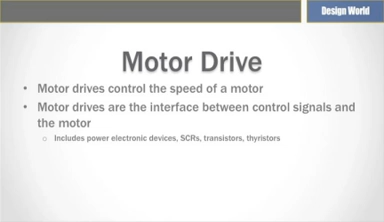 Design World
Motor Drive
• Motor drives control the speed of a motor
• Motor drives are the interface between control signals and
the motor
o Includes power electronic devices, SCRs, transistors, thyristors